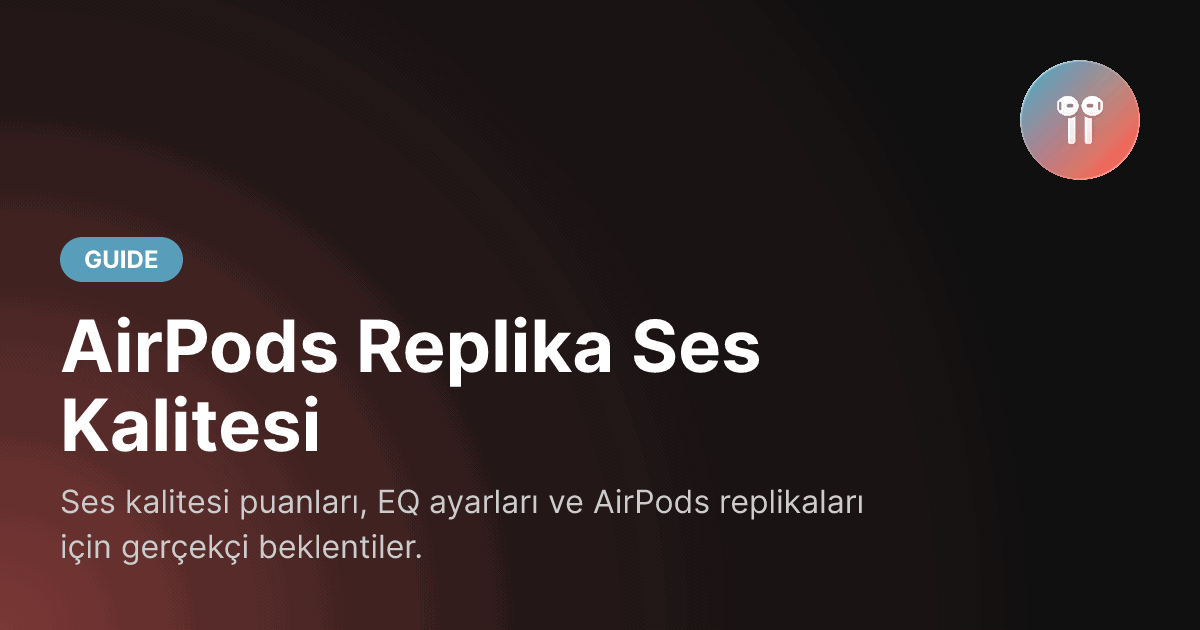 GUIDE
AirPods Replika Ses
Kalitesi
Ses kalitesi puanları, EQ ayarları ve AirPods replikaları
için gerçekçi beklentiler.